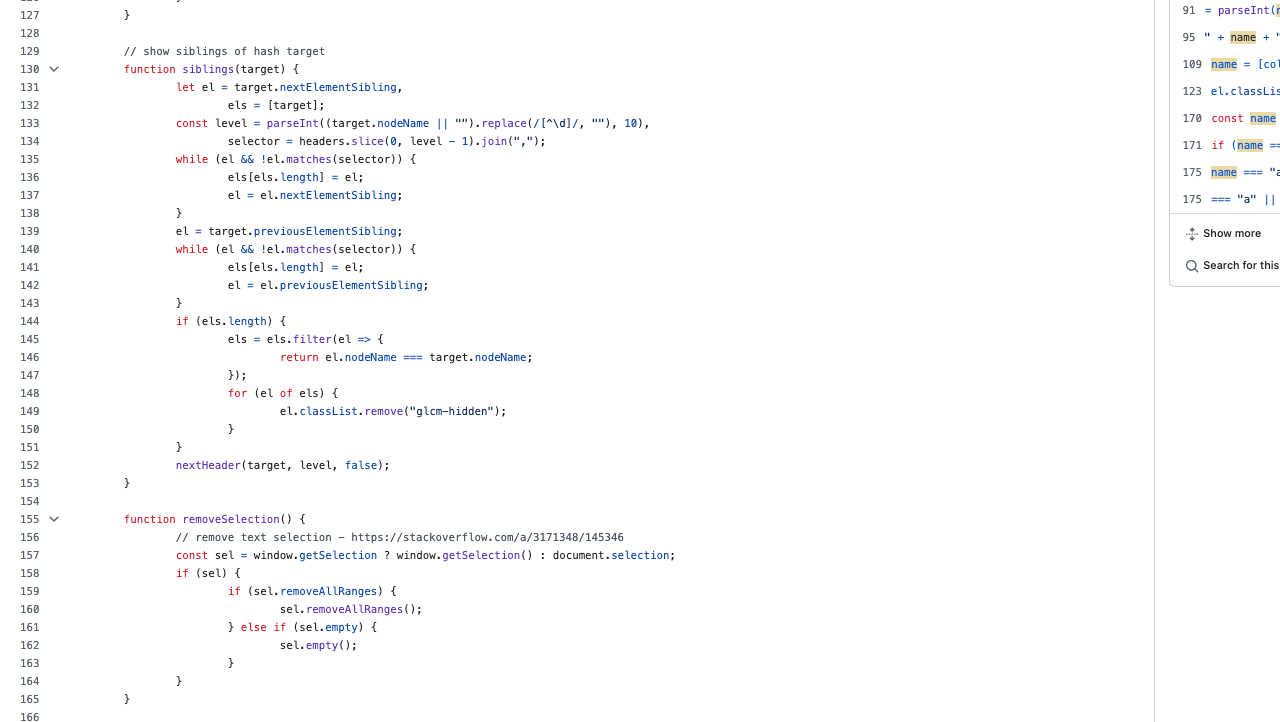 127 }
128
129 // show siblings of hash target
130 function siblings(target) {
131 let el = target.nextElementSibling,
132 els = [target];
133 const level = parseInt((target.nodeName || "").replace(/[^\d]/, ""), 10),
134 selector = headers.slice(0, level - 1).join(",");
135 while (el && !el.matches(selector)) {
136 els[els.length] = el;
137 el = el.nextElementSibling;
138 }
139 el = target.previousElementSibling;
140 while (el && !el.matches(selector)) {
141 els[els.length] = el;
142 el = el.previousElementSibling;
143 }
144 if (els.length) {
145 els = els.filter(el => {
146 return el.nodeName === target.nodeName;
147 });
148 for (el of els) {
149 el.classList.remove("glcm-hidden");
150 }
151 }
152 nextHeader(target, level, false);
153 }
154
155 function removeSelection() {
156 // remove text selection – https://stackoverflow.com/a/3171348/145346
157 const sel = window.getSelection ? window.getSelection() : document.selection;
158 if (sel) {
159 if (sel.removeAllRanges) {
160 sel.removeAllRanges();
161 } else if (sel.empty) {
162 sel.empty();
163 }
164 }
165 }
166
91 = parseInt(
95 " + name + "
109 name = [col
123 el.classLis
170 const name
171 if (name ==
175 name === "a
175 === "a" ||
Show more
Search for this